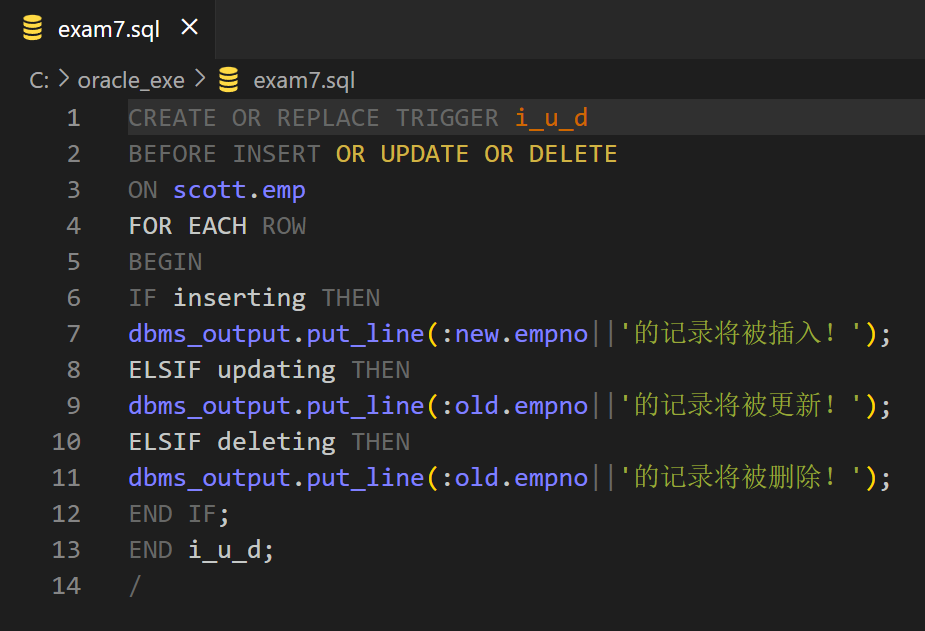 exam7.sql ×
C: > oracle_exe > exam7.sql
1 CREATE OR REPLACE TRIGGER i_u_d
2 BEFORE INSERT OR UPDATE OR DELETE
3 ON scott.emp
4 FOR EACH ROW
5 BEGIN
6 IF inserting THEN
7 dbms_output.put_line(:new.empno||'的记录将被插入！');
8 ELSIF updating THEN
9 dbms_output.put_line(:old.empno||'的记录将被更新！');
10 ELSIF deleting THEN
11 dbms_output.put_line(:old.empno||'的记录将被删除！');
12 END IF;
13 END i_u_d;
14 /